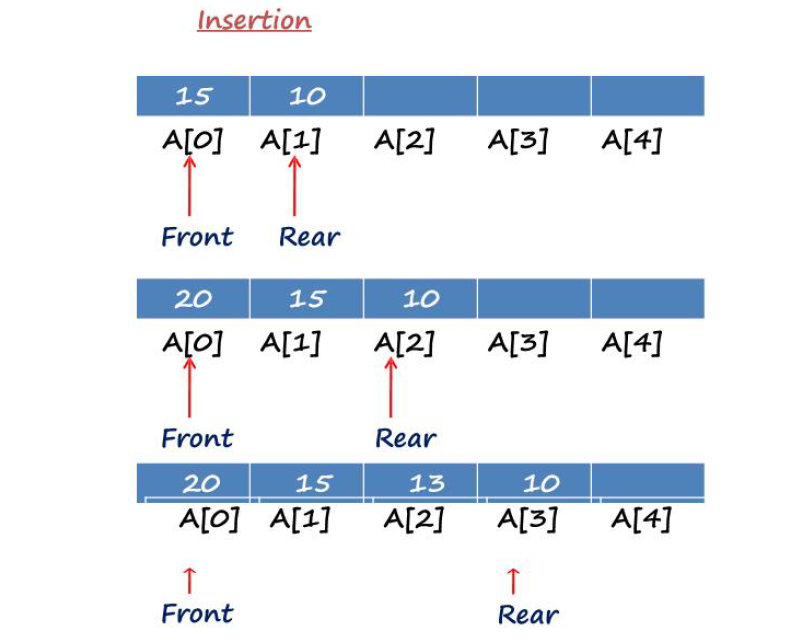 Insertion
15 10
A[0] A[1] A[2] A[3] A[4]
Front Rear
20 15 10
A[0] A[1] A[2] A[3] A[4]
Front Rear
20 15 13 10
A[0] A[1] A[2] A[3] A[4]
Front Rear